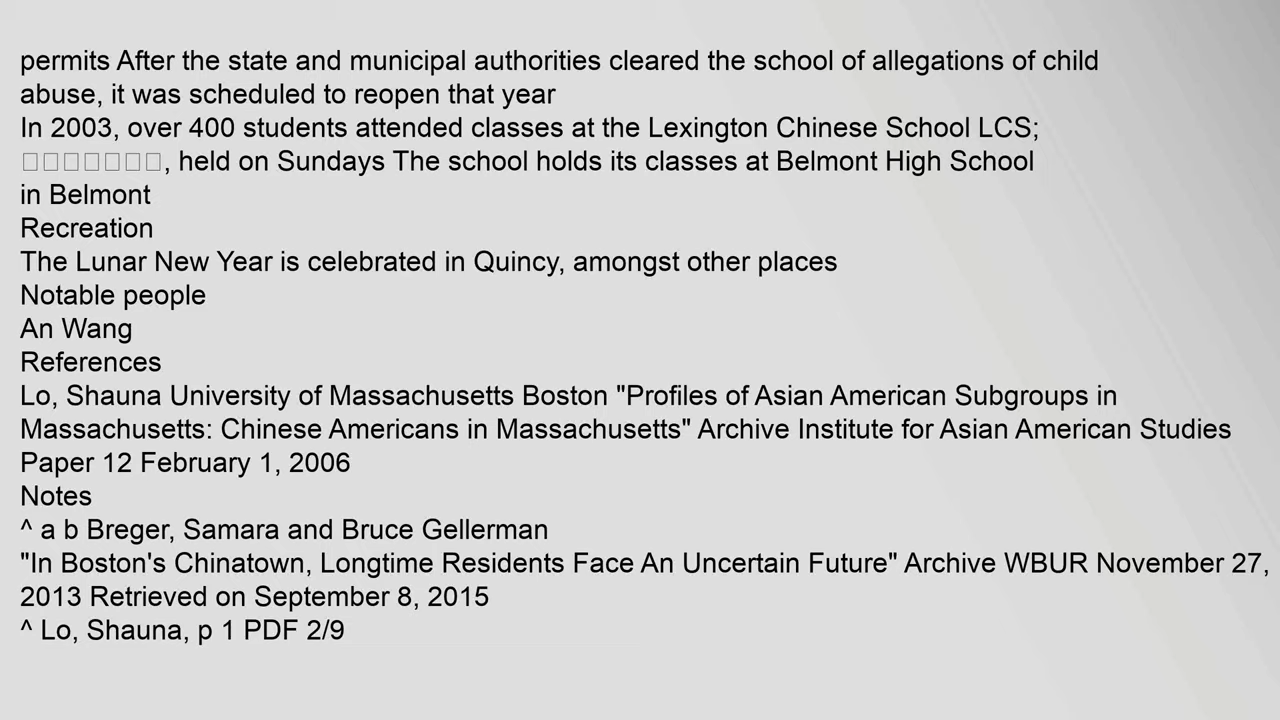 permits After the state and municipal authorities cleared the school of allegations of child
abuse, it was scheduled to reopen that year
In 2003, over 400 students attended classes at the Lexington Chinese School LCS;
□□□□□□□, held on Sundays The school holds its classes at Belmont High School
in Belmont
Recreation
The Lunar New Year is celebrated in Quincy, amongst other places
Notable people
An Wang
References
Lo, Shauna University of Massachusetts Boston "Profiles of Asian American Subgroups in
Massachusetts: Chinese Americans in Massachusetts" Archive Institute for Asian American Studies
Paper 12 February 1, 2006
Notes
^ a b Breger, Samara and Bruce Gellerman
"In Boston's Chinatown, Longtime Residents Face An Uncertain Future" Archive WBUR November 27,
2013 Retrieved on September 8, 2015
^ Lo, Shauna, p 1 PDF 2/9